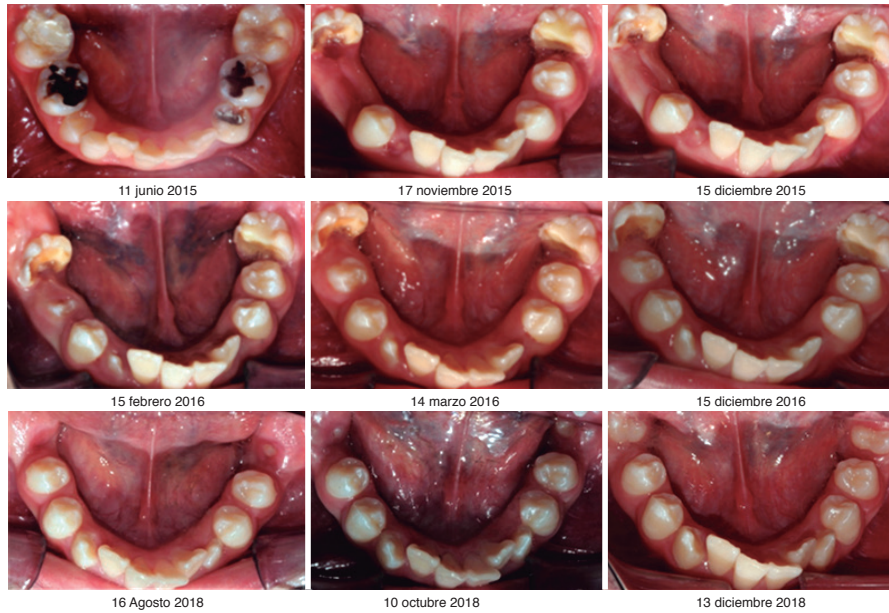 11 junio 2015
17 noviembre 2015
15 diciembre 2015
15 febrero 2016
14 marzo 2016
15 diciembre 2016
16 Agosto 2018
10 octubre 2018
13 diciembre 2018